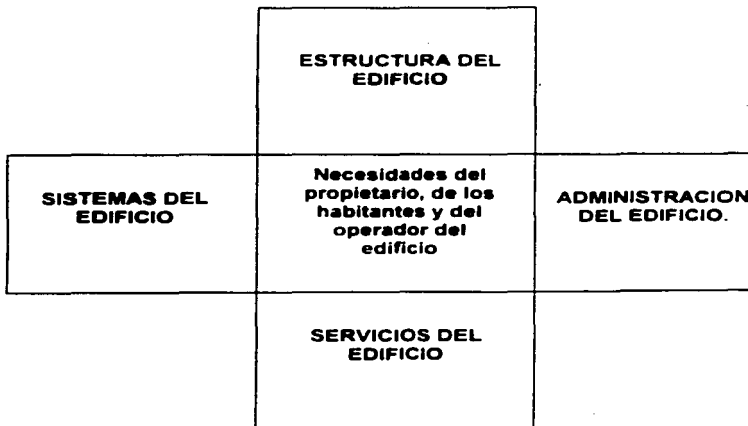 ESTRUCTURA DEL
EDIFICIO
SISTEMAS DEL
EDIFICIO
Necesidades del
propietario, de los
habitantes y del
operador del
edificio
ADMINISTRACION
DEL EDIFICIO.
SERVICIOS DEL
EDIFICIO